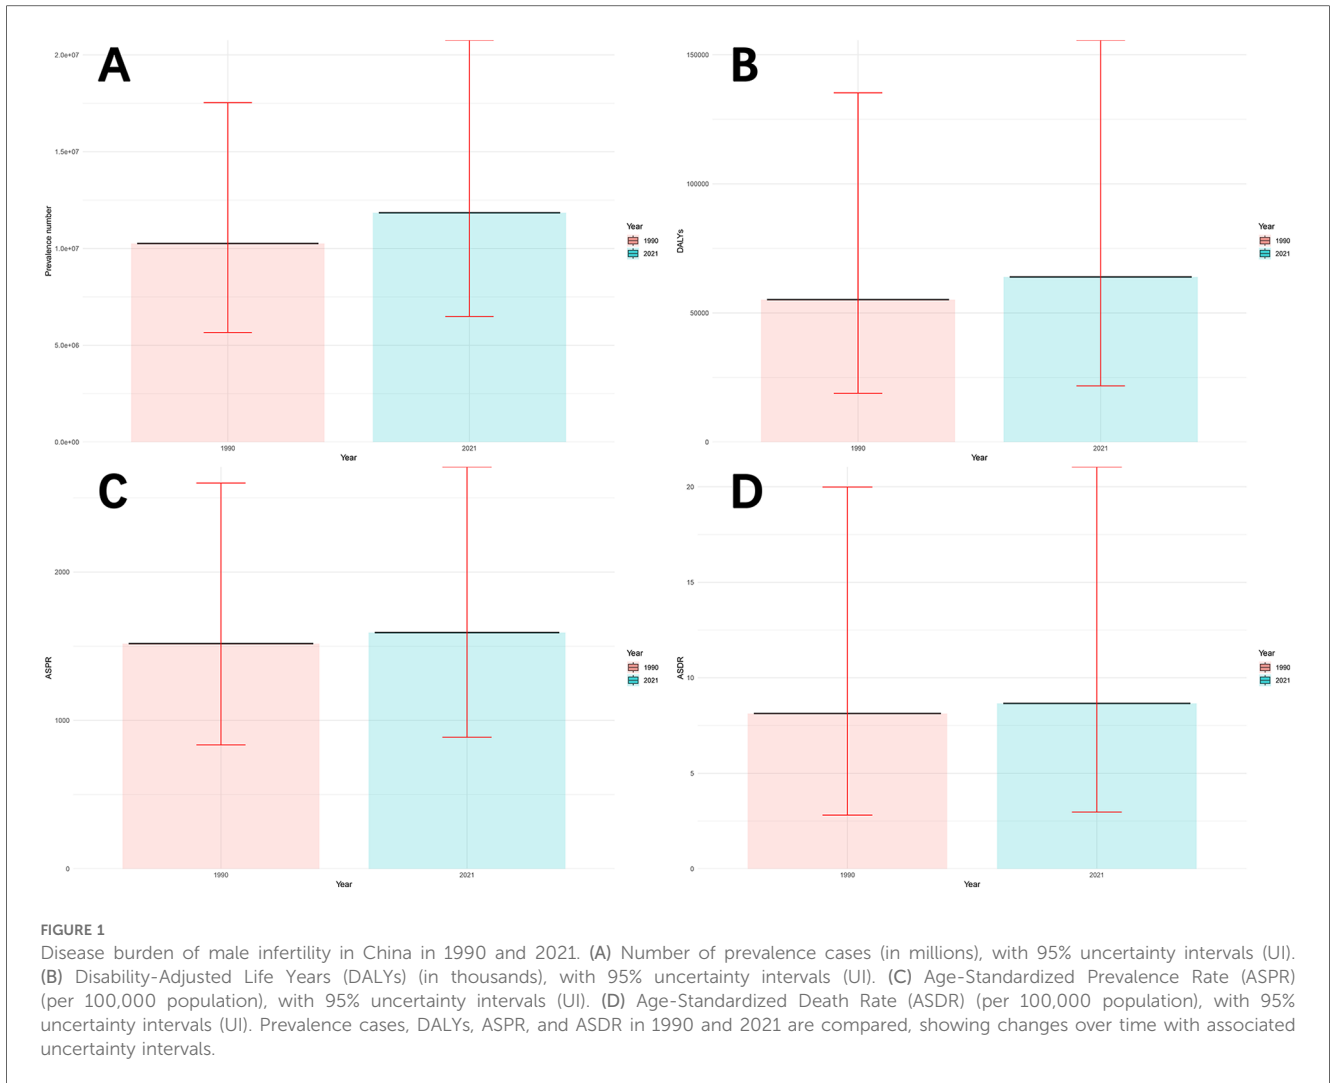 A
2.0e+07
1.5e+07
1.0e+07
5.0e+06
0.0e+00
Prevalence number
1990
2021
Year
Year
1990
2021
B
150000
100000
50000
0
DALYs
1990
2021
Year
Year
1990
2021
C
2000
1000
0
ASPR
1990
2021
Year
Year
1990
2021
D
20
15
10
5
0
ASDR
1990
2021
Year
Year
1990
2021
FIGURE 1
Disease burden of male infertility in China in 1990 and 2021. (A) Number of prevalence cases (in millions), with 95% uncertainty intervals (UI).
(B) Disability-Adjusted Life Years (DALYs) (in thousands), with 95% uncertainty intervals (UI). (C) Age-Standardized Prevalence Rate (ASPR)
(per 100,000 population), with 95% uncertainty intervals (UI). (D) Age-Standardized Death Rate (ASDR) (per 100,000 population), with 95%
uncertainty intervals (UI). Prevalence cases, DALYs, ASPR, and ASDR in 1990 and 2021 are compared, showing changes over time with associated
uncertainty intervals.